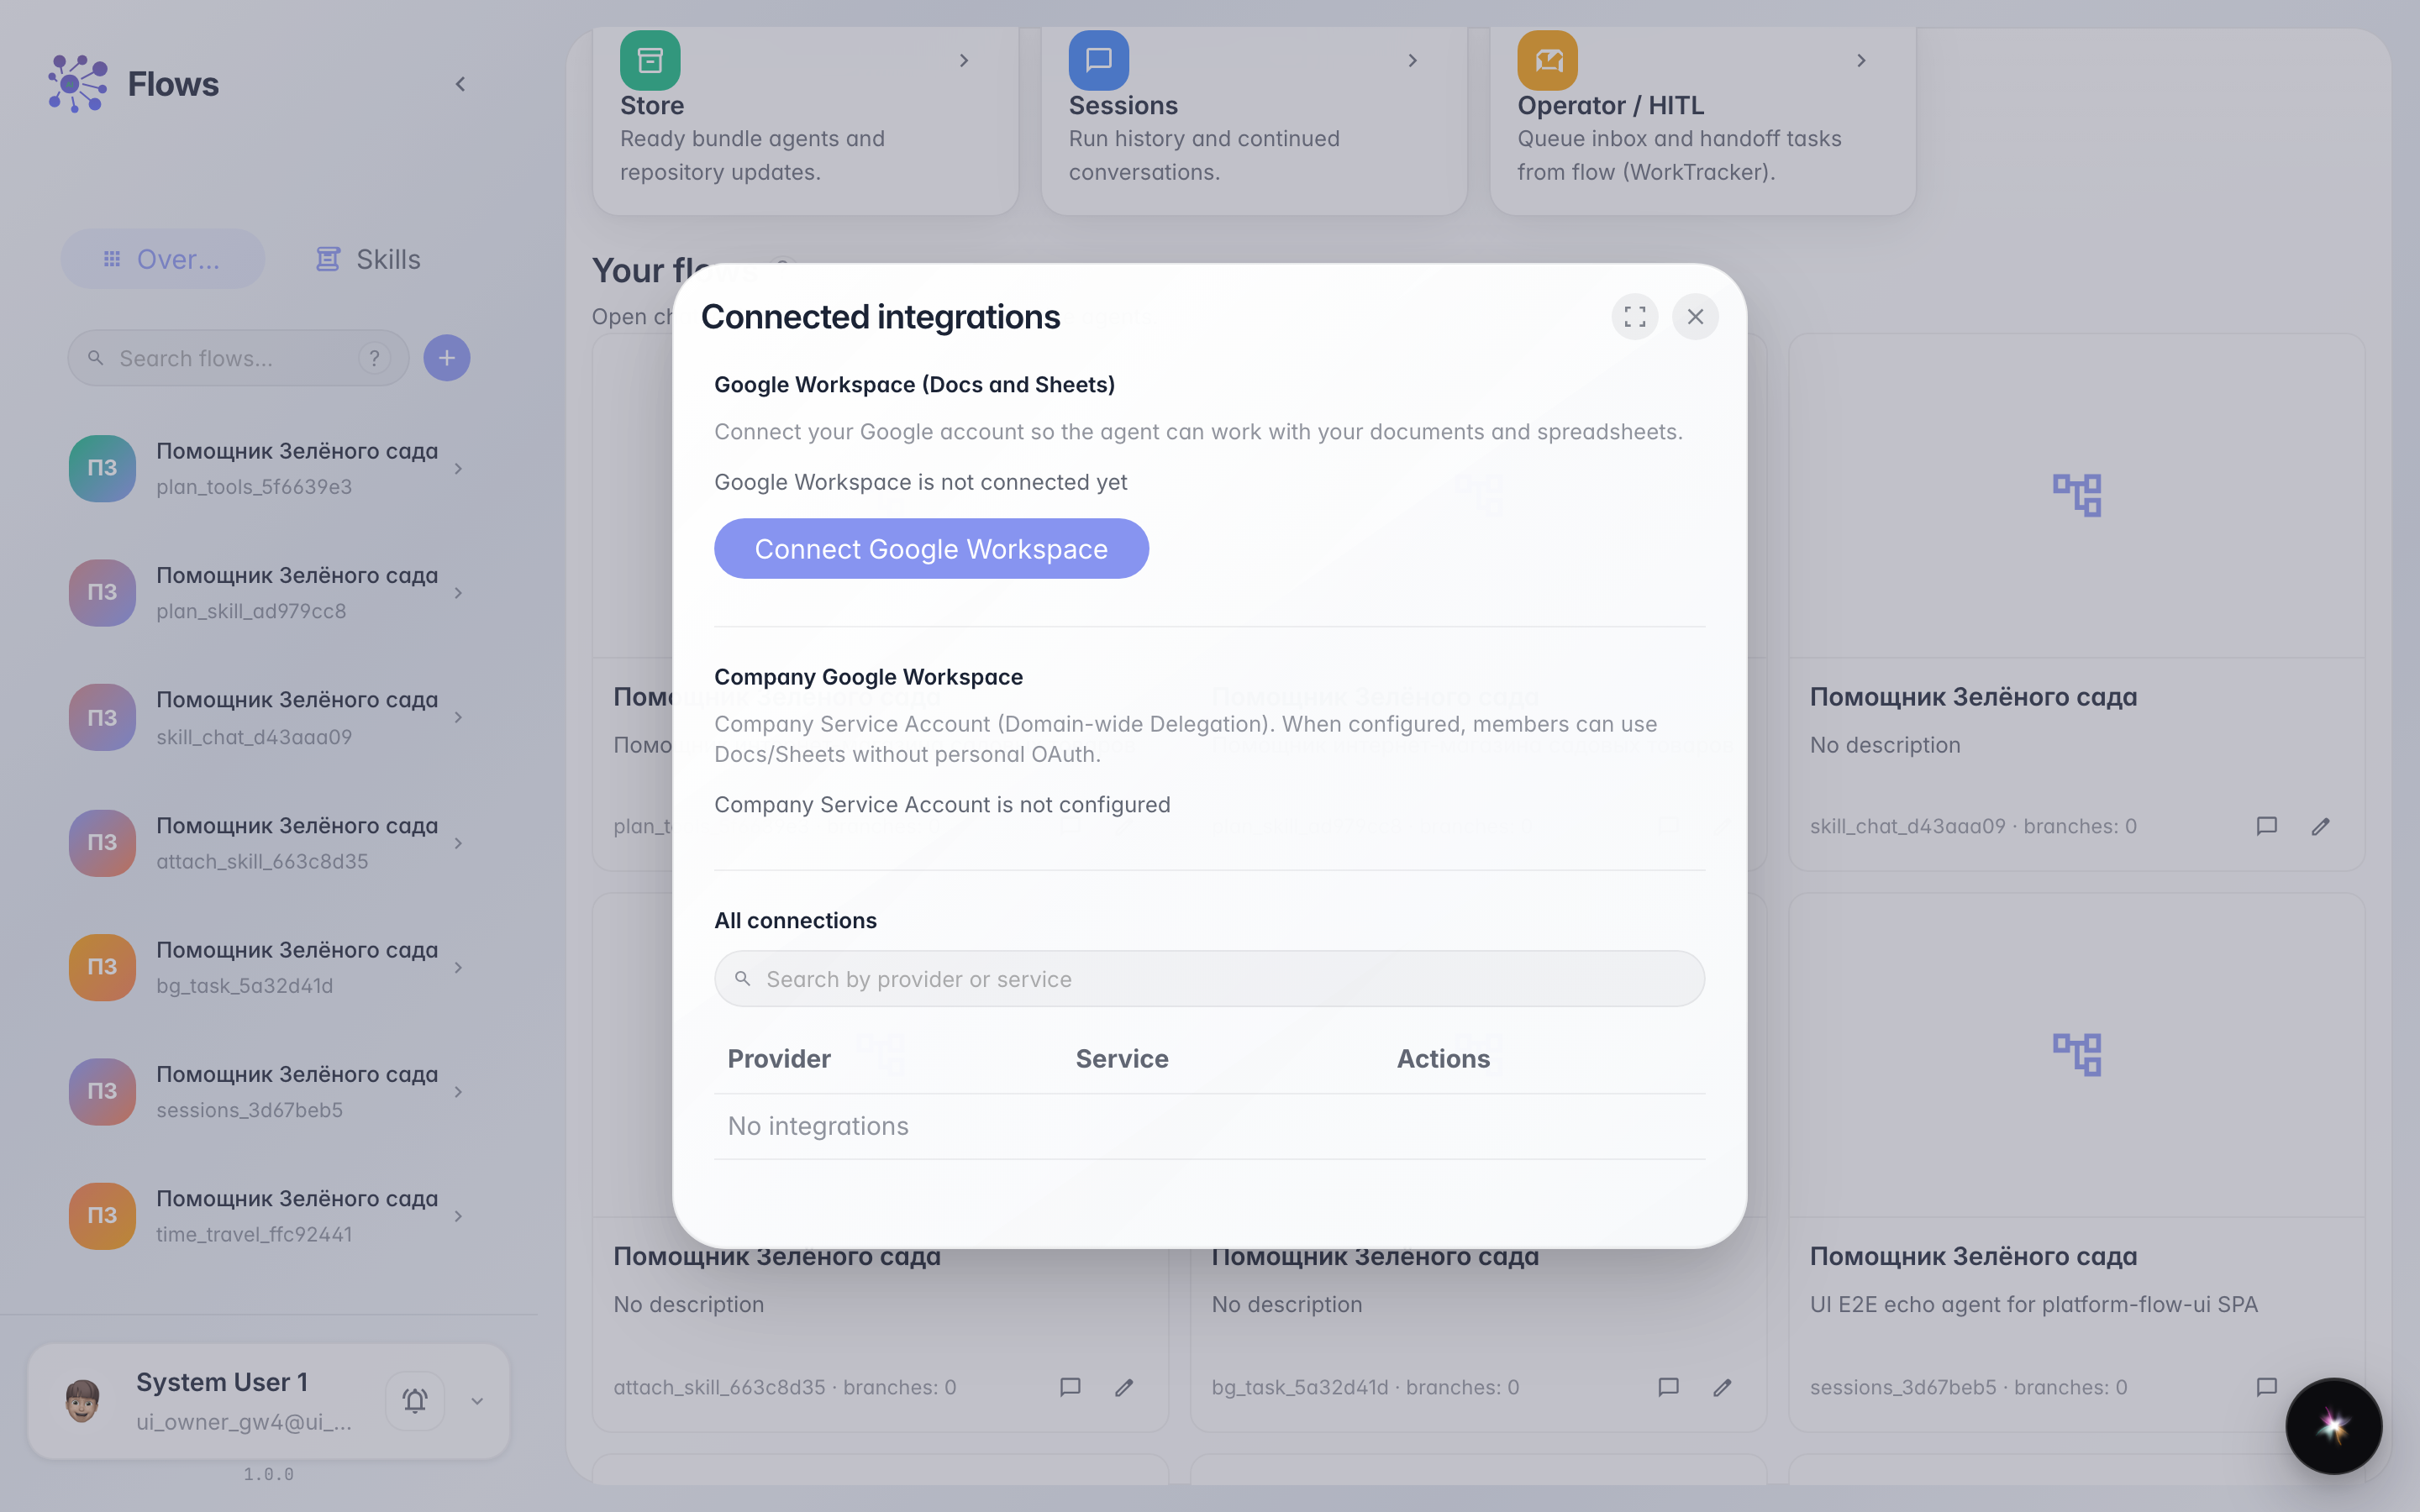 Flows
Over...
Skills
Search flows...
?
ПЗ
Помощник Зелёного сада
plan_tools_5f6639e3
ПЗ
Помощник Зелёного сада
plan_skill_ad979cc8
ПЗ
Помощник Зелёного сада
skill_chat_d43aaa09
ПЗ
Помощник Зелёного сада
attach_skill_663c8d35
ПЗ
Помощник Зелёного сада
bg_task_5a32d41d
ПЗ
Помощник Зелёного сада
sessions_3d67beb5
ПЗ
Помощник Зелёного сада
time_travel_ffc92441
System User 1
ui_owner_gw4@ui_...
1.0.0
Store
Ready bundle agents and
repository updates.
Sessions
Run history and continued
conversations.
Operator / HITL
Queue inbox and handoff tasks
from flow (WorkTracker).
Your flows
Open
Connected integrations
Google Workspace (Docs and Sheets)
Connect your Google account so the agent can work with your documents and spreadsheets.
Google Workspace is not connected yet
Connect Google Workspace
Company Google Workspace
Company Service Account (Domain-wide Delegation). When configured, members can use
Docs/Sheets without personal OAuth.
Company Service Account is not configured
All connections
Search by provider or service
Provider Service Actions
No integrations
Помощник Зелёного сада
No description
skill_chat_d43aaa09 · branches: 0
Помощник Зелёного сада
No description
attach_skill_663c8d35 · branches: 0
Помощник Зелёного сада
No description
bg_task_5a32d41d · branches: 0
Помощник Зелёного сада
UI E2E echo agent for platform-flow-ui SPA
sessions_3d67beb5 · branches: 0